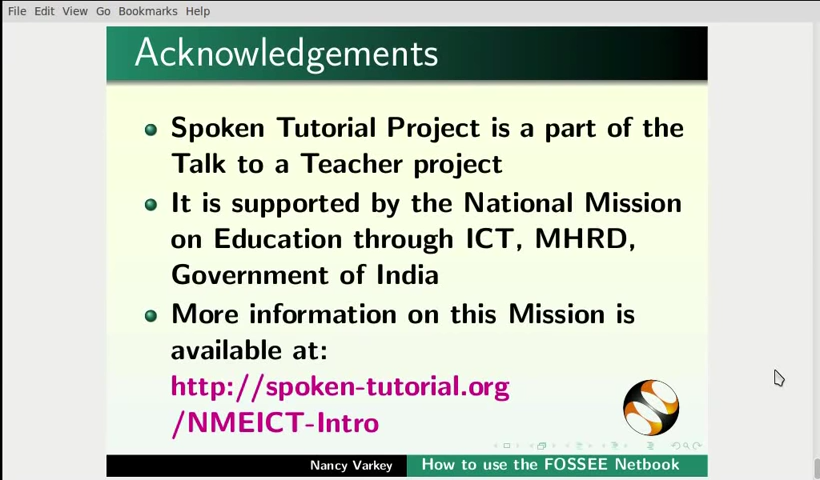 File Edit View Go Bookmarks Help
Acknowledgements
Spoken Tutorial Project is a part of the
Talk to a Teacher project
It is supported by the National Mission
on Education through ICT, MHRD,
Government of India
More information on this Mission is
available at:
http://spoken-tutorial.org
/NMEICT-Intro
Nancy Varkey How to use the FOSSEE Netbook